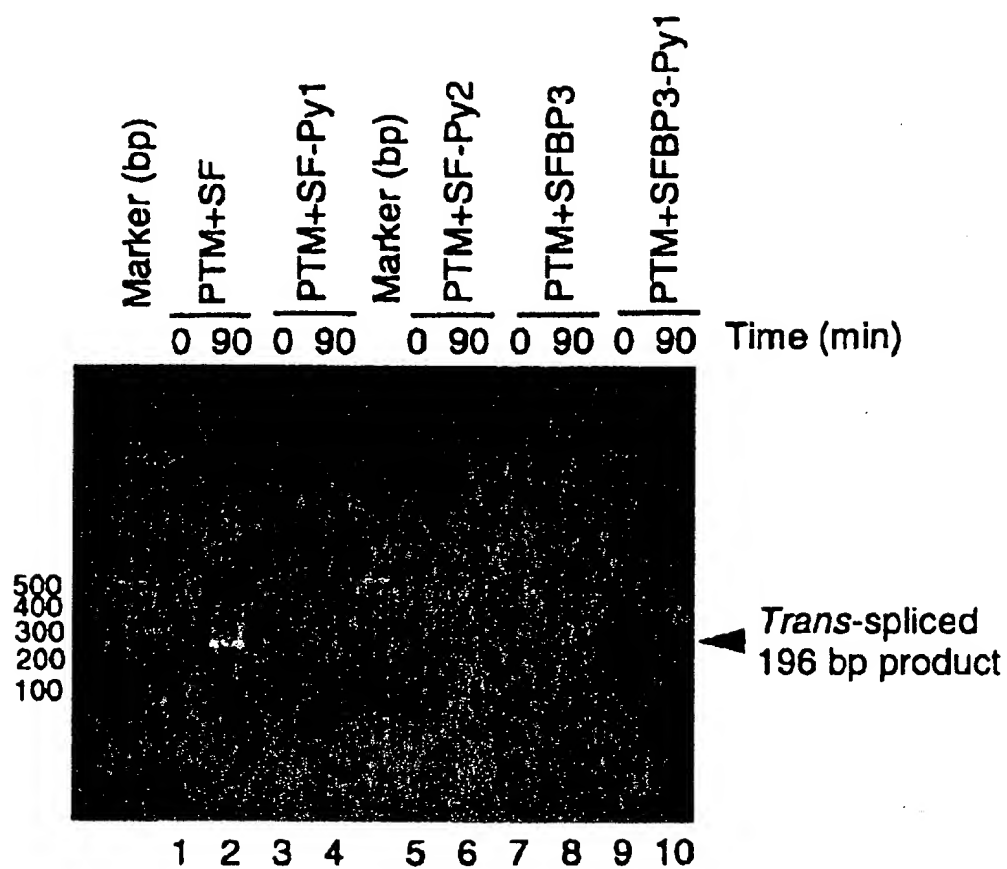 Marker (bp)
PTM+SF
PTM+SF-Py1
Marker (bp)
PTM+SF-Py2
PTM+SFBP3
PTM+SFBP3-Py1
0 90 0 90 0 90 0 90 0 90 Time (min)
500
400
300
200
100
Trans-spliced
196 bp product
1 2 3 4 5 6 7 8 9 10